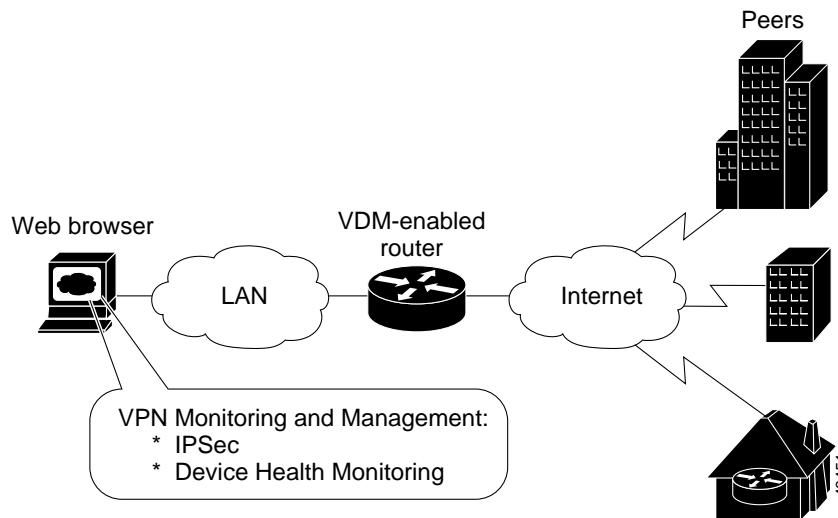 Peers
Web browser
VDM-enabled
router
LAN
Internet
VPN Monitoring and Management:
* IPSec
* Device Health Monitoring